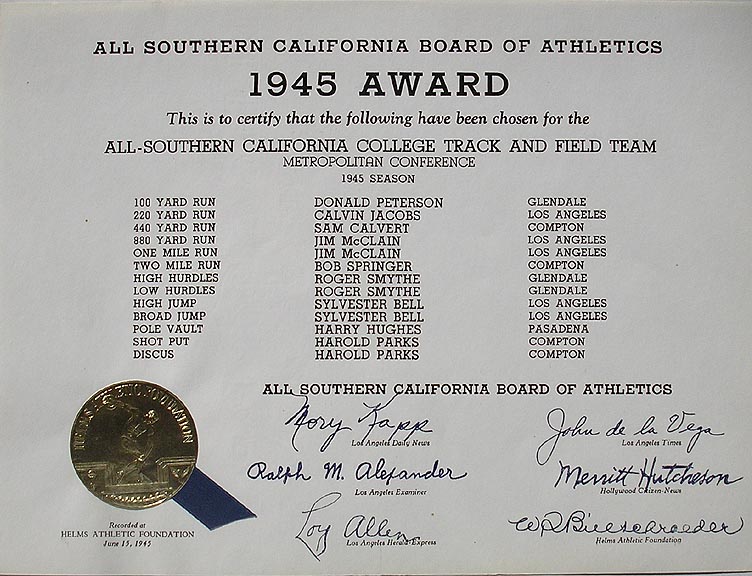 ALL SOUTHERN CALIFORNIA BOARD OF ATHLETICS
1945 AWARD
This is to certify that the following have been chosen for the
ALL-SOUTHERN CALIFORNIA COLLEGE TRACK AND FIELD TEAM
METROPOLITAN CONFERENCE
1945 SEASON
100 YARD RUN DONALD PETERSON GLENDALE
220 YARD RUN CALVIN JACOBS LOS ANGELES
440 YARD RUN SAM CALVERT COMPTON
880 YARD RUN JIM McCLAIN LOS ANGELES
ONE MILE RUN JIM McCLAIN LOS ANGELES
TWO MILE RUN BOB SPRINGER COMPTON
HIGH HURDLES ROGER SMYTHE GLENDALE
LOW HURDLES ROGER SMYTHE GLENDALE
HIGH JUMP SYLVESTER BELL LOS ANGELES
BROAD JUMP SYLVESTER BELL LOS ANGELES
POLE VAULT HARRY HUGHES PASADENA
SHOT PUT HAROLD PARKS COMPTON
DISCUS HAROLD PARKS COMPTON
ALL SOUTHERN CALIFORNIA BOARD OF ATHLETICS
HELMS ATHLETIC FOUNDATION
Kapp John de la Vega
Los Angeles Daily News Los Angeles Times
Ralph M. Alexander Merritt Hutcheson
Los Angeles Examiner Hollywood Citizen-News
Loy Allen W R Bill Schroeder
Los Angeles Herald-Express Helms Athletic Foundation
Recorded at
HELMS ATHLETIC FOUNDATION
June 15, 1945